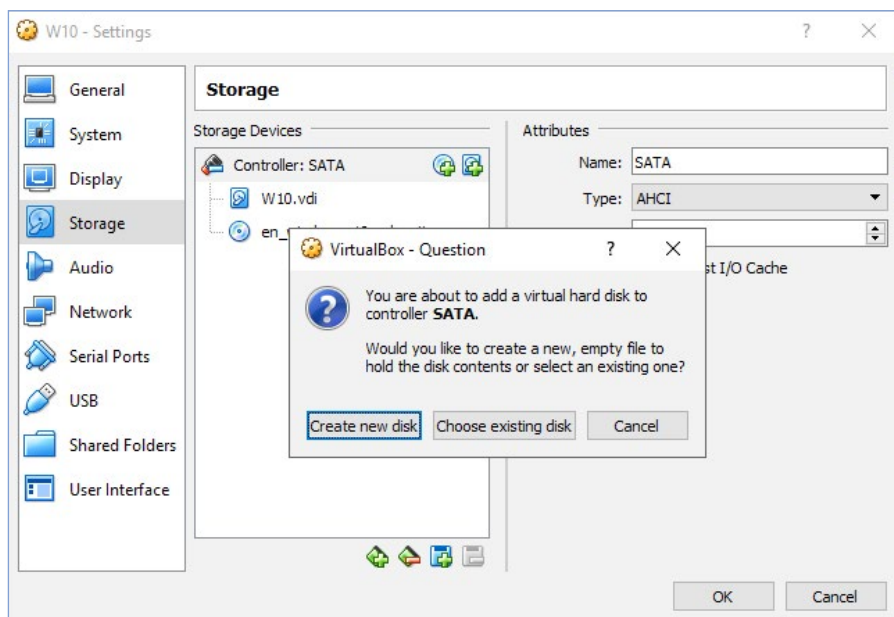 W10 - Settings
General
System
Display
Storage
Audio
Network
Serial Ports
USB
Shared Folders
User Interface
Storage
Storage Devices
Controller: SATA
W10.vdi
Attributes
Name: SATA
Type: AHCI
I/O Cache
VirtualBox - Question
You are about to add a virtual hard disk to
controller SATA.
Would you like to create a new, empty file to
hold the disk contents or select an existing one?
Create new disk Choose existing disk Cancel
OK Cancel